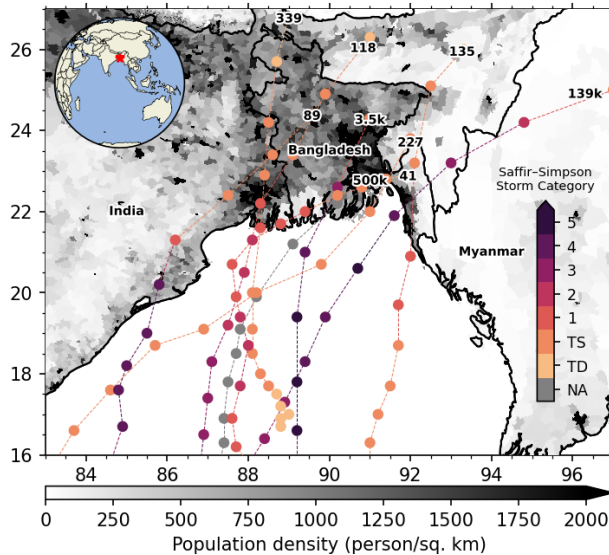 339
118
135
139k
89
3.5k
Bangladesh
227
500k
41
India
Myanmar
Saffir–Simpson
Storm Category
5
4
3
2
1
TS
TD
NA
26
24
22
20
18
16
84
86
88
90
92
94
96
0
250
500
750
1000
1250
1500
1750
2000
Population density (person/sq. km)